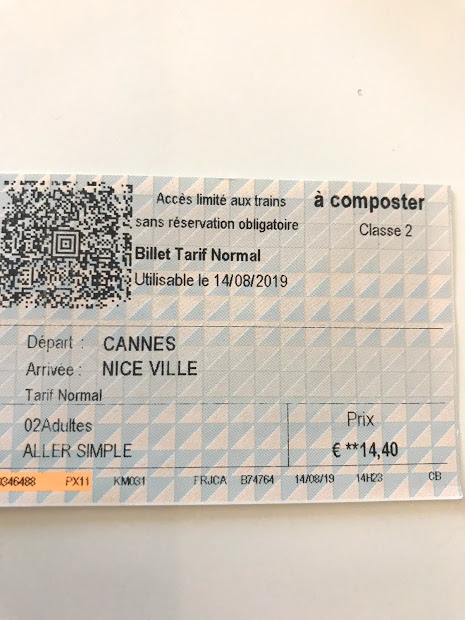 Accès limité aux trains
sans réservation obligatoire
à composter
Classe 2
Billet Tarif Normal
Utilisable le 14/08/2019
Départ : CANNES
Arrivée : NICE VILLE
Tarif Normal
02Adultes
ALLER SIMPLE
Prix
€ **14,40
0346488 PX11 KM031 FRJCA B74764 14/08/19 14H23 CB